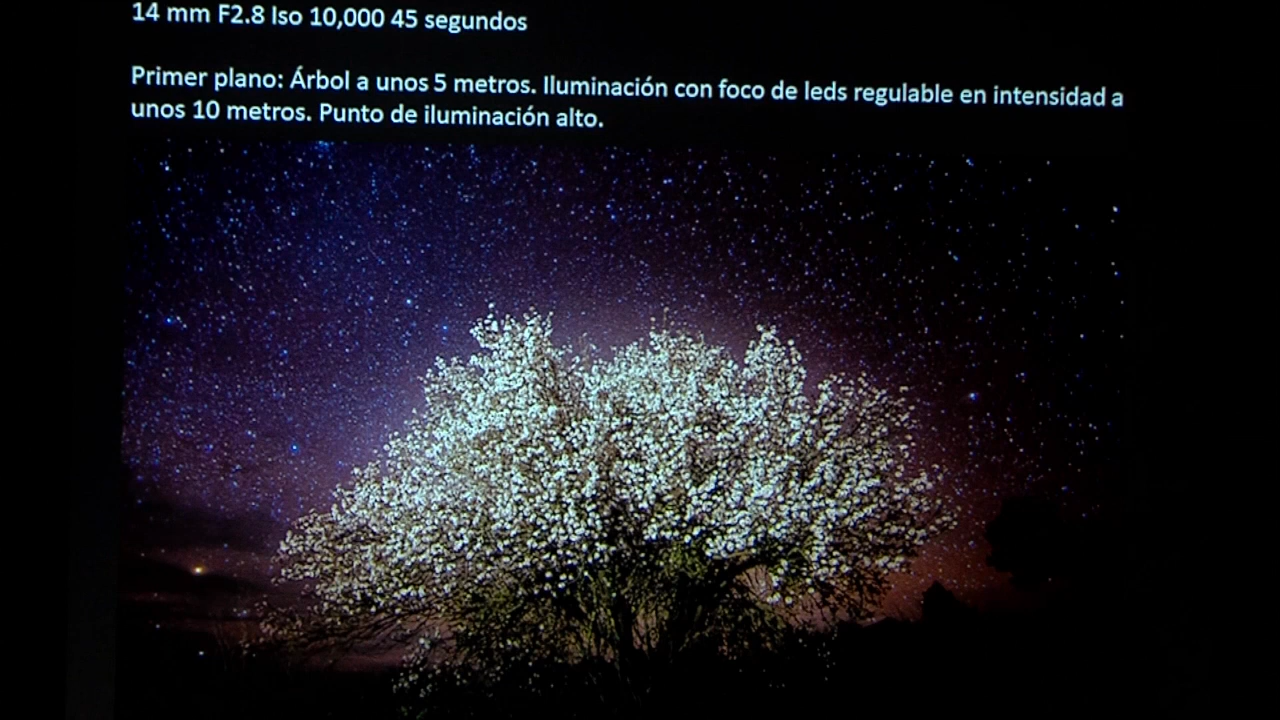 14 mm F2.8 Iso 10,000 45 segundos
Primer plano: Árbol a unos 5 metros. Iluminación con foco de leds regulable en intensidad a
unos 10 metros. Punto de iluminación alto.